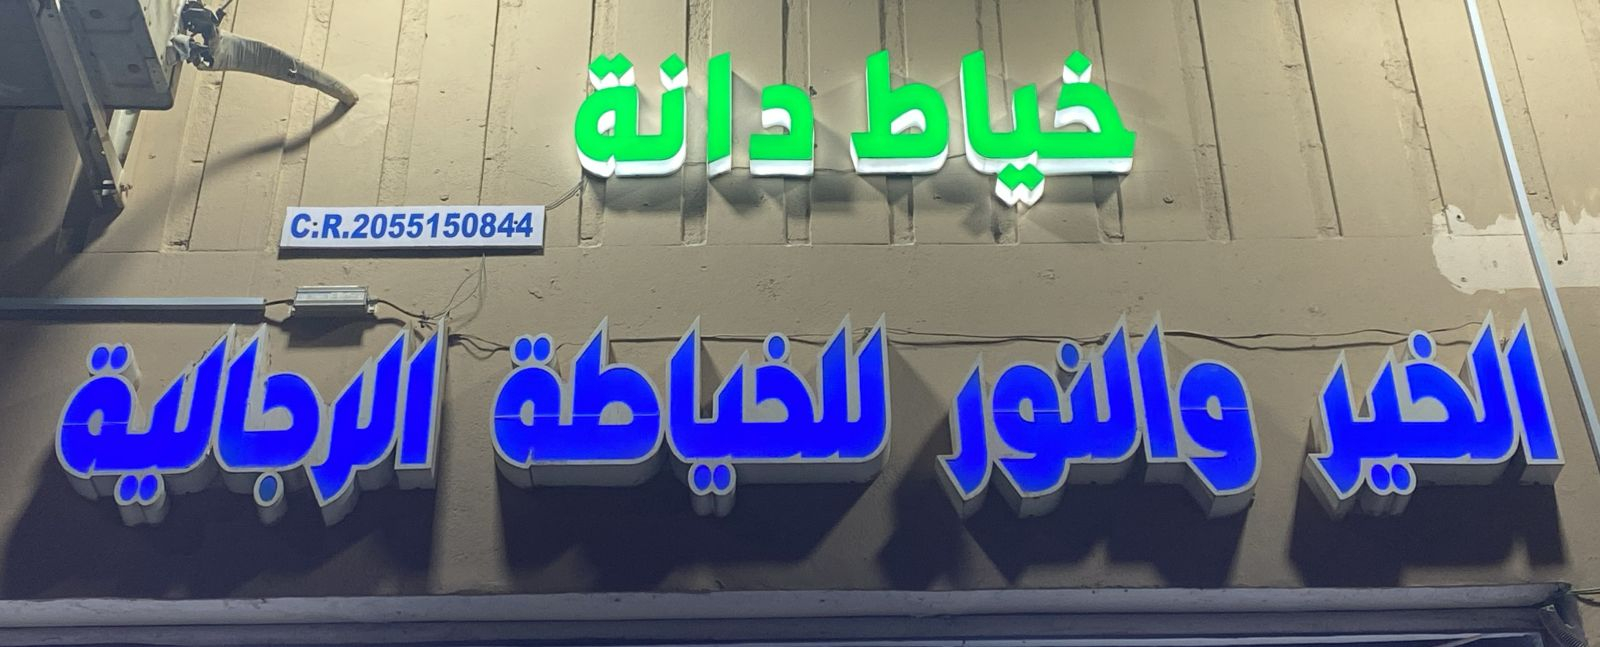 خياط دانة
C.R.2055150844
الخير والنور للخياطة الرجالية